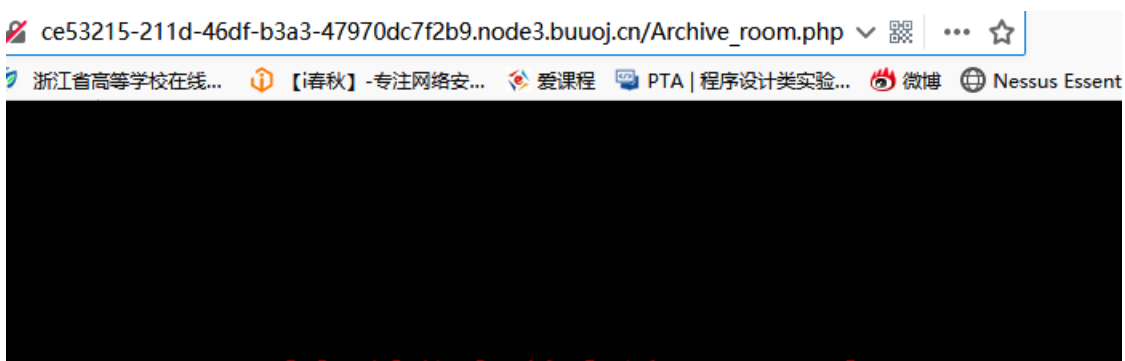 ce53215-211d-46df-b3a3-47970dc7f2b9.node3.buuoj.cn/Archive_room.php
浙江省高等学校在线... 【i春秋】-专注网络安... 爱课程 PTA | 程序设计类实验... 微博 Nessus Essent